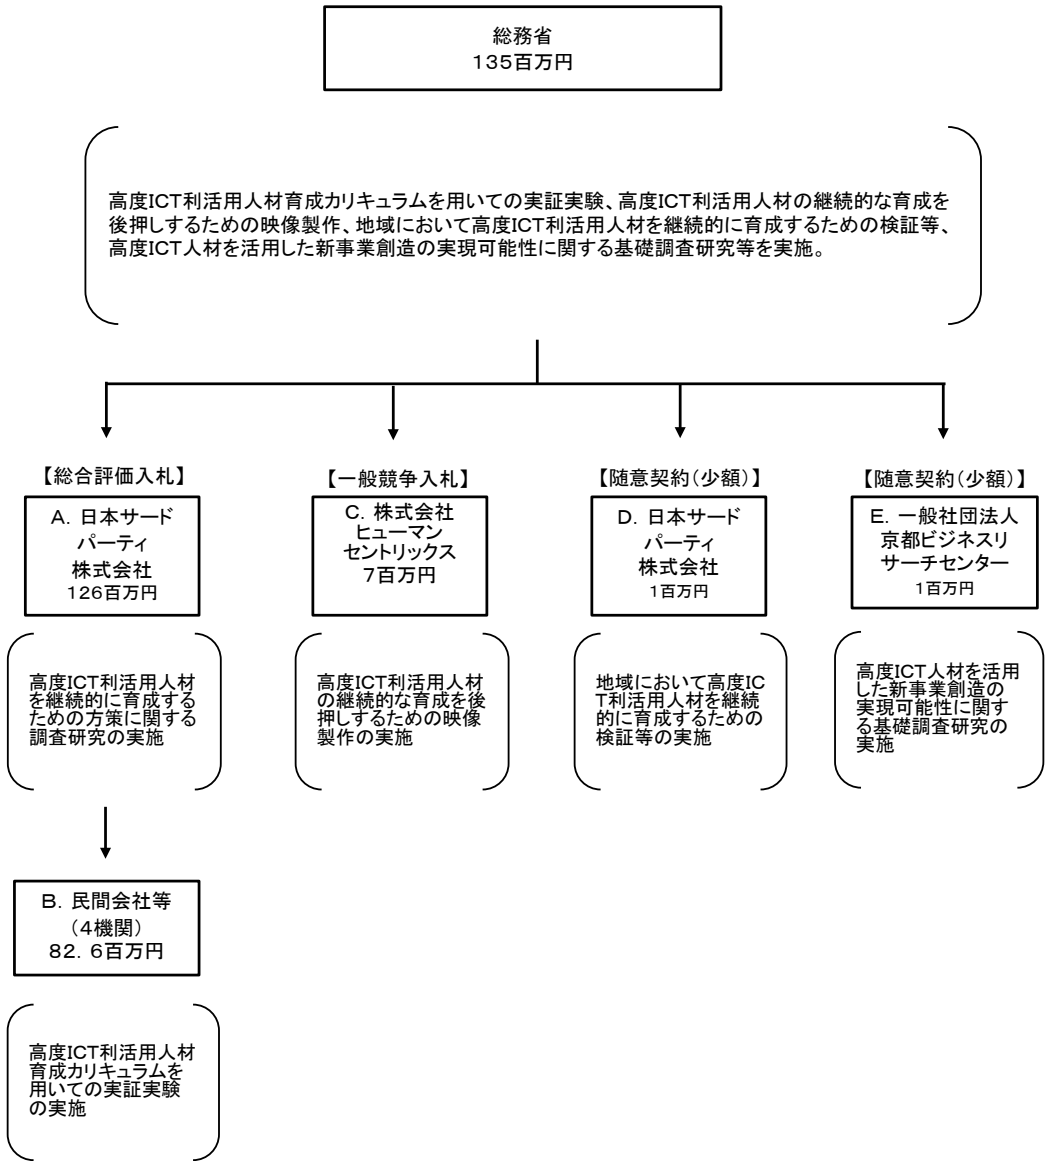 総務省
135百万円
高度ICT利活用人材育成カリキュラムを用いての実証実験、高度ICT利活用人材の継続的な育成を
後押しするための映像製作、地域において高度ICT利活用人材を継続的に育成するための検証等、
高度ICT人材を活用した新事業創造の実現可能性に関する基礎調査研究等を実施。
【総合評価入札】
A．日本サード
パーティ
株式会社
126百万円
高度ICT利活用人材
を継続的に育成する
ための方策に関する
調査研究の実施
B．民間会社等
（4機関）
82．6百万円
高度ICT利活用人材
育成カリキュラムを
用いての実証実験
の実施
【一般競争入札】
C．株式会社
ヒューマン
セントリックス
7百万円
高度ICT利活用人材
の継続的な育成を後
押しするための映像
製作の実施
【随意契約（少額）】
D．日本サード
パーティ
株式会社
1百万円
地域において高度IC
T利活用人材を継続
的に育成するための
検証等の実施
【随意契約（少額）】
E．一般社団法人
京都ビジネスリ
サーチセンター
1百万円
高度ICT人材を活用
した新事業創造の
実現可能性に関す
る基礎調査研究の
実施